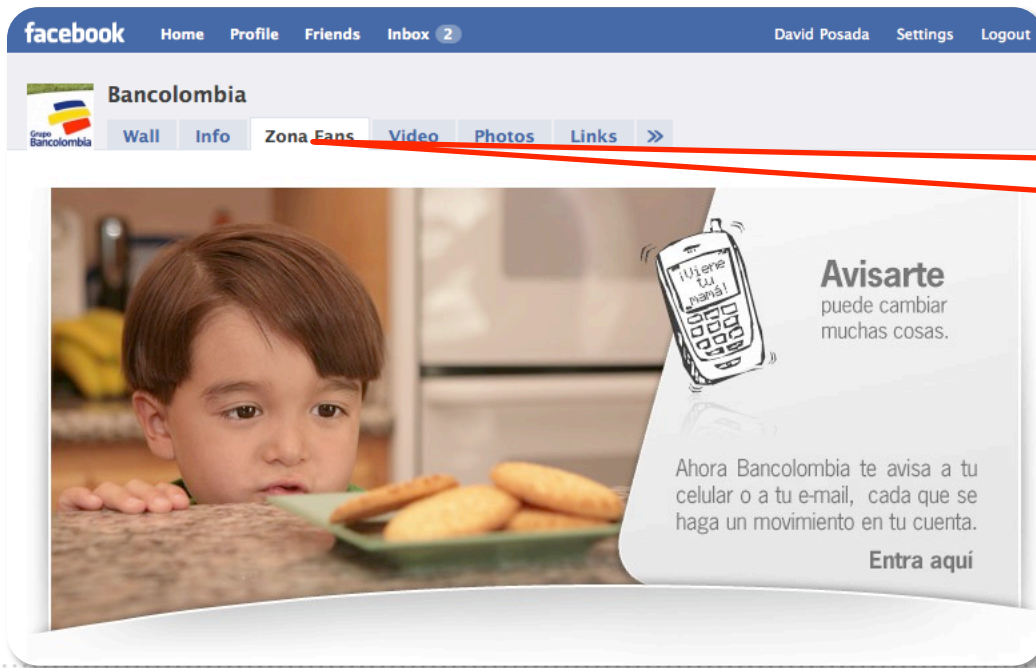 facebook Home Profile Friends Inbox 2 David Posada Settings Logout
Bancolombia
Grupo
Bancolombia
Wall Info Zona Fans Video Photos Links »
¡Viene
tu
mamá!
Avisarte
puede cambiar
muchas cosas.
Ahora Bancolombia te avisa a tu
celular o a tu e-mail, cada que se
haga un movimiento en tu cuenta.
Entra aquí